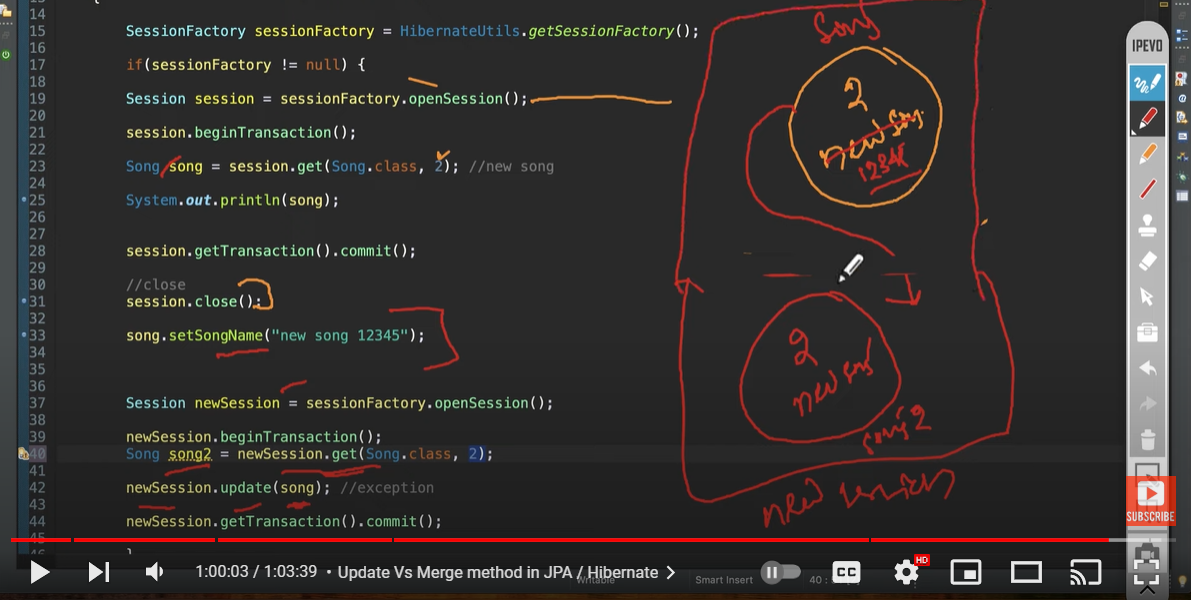 14
15 SessionFactory sessionFactory = HibernateUtils.getSessionFactory();
16
17 if(sessionFactory != null) {
18
19 Session session = sessionFactory.openSession();
20
21 session.beginTransaction();
22
23 Song song = session.get(Song.class, 2); //new song
24
25 System.out.println(song);
26
27
28 session.getTransaction().commit();
29
30 //close
31 session.close();
32
33 song.setSongName("new song 12345");
34
35
36
37 Session newSession = sessionFactory.openSession();
38
39 newSession.beginTransaction();
40 Song song2 = newSession.get(Song.class, 2);
41
42 newSession.update(song); //exception
43
44 newSession.getTransaction().commit();
45
46 }
Song
2
new song
12345
2
new song
song2
new session
IPEVO
SUBSCRIBE
1:00:03 / 1:03:39 • Update Vs Merge method in JPA / Hibernate
CC
HD
Writable
Smart Insert
40 :